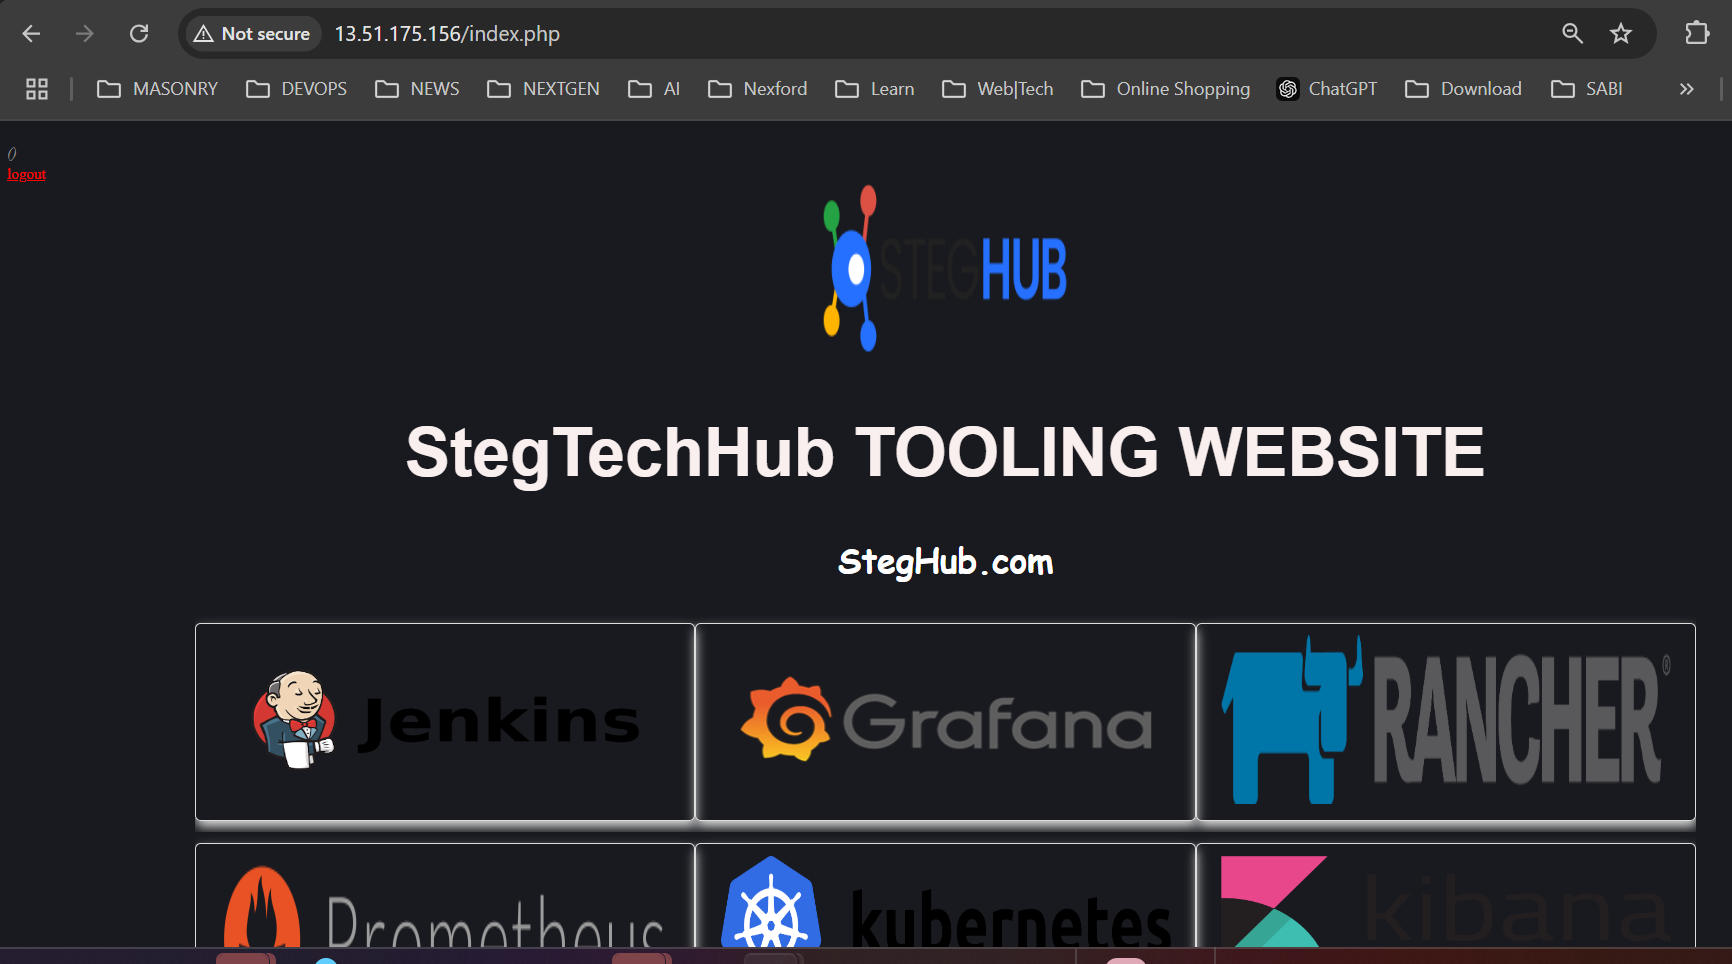 Not secure 13.51.175.156/index.php
MASONRY DEVOPS NEWS NEXTGEN AI Nexford Learn Web|Tech Online Shopping ChatGPT Download SABI »
()
logout
STEGHUB
StegTechHub TOOLING WEBSITE
StegHub.com
Jenkins Grafana RANCHER®
Prometheus kubernetes kibana